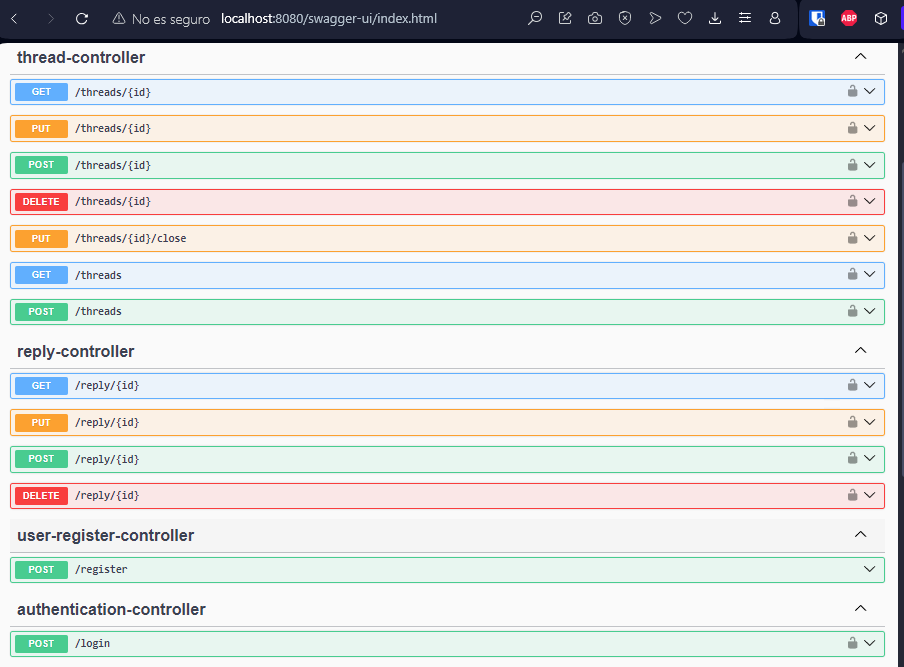 No es seguro localhost:8080/swagger-ui/index.html ABP
thread-controller
GET /threads/{id}
PUT /threads/{id}
POST /threads/{id}
DELETE /threads/{id}
PUT /threads/{id}/close
GET /threads
POST /threads
reply-controller
GET /reply/{id}
PUT /reply/{id}
POST /reply/{id}
DELETE /reply/{id}
user-register-controller
POST /register
authentication-controller
POST /login